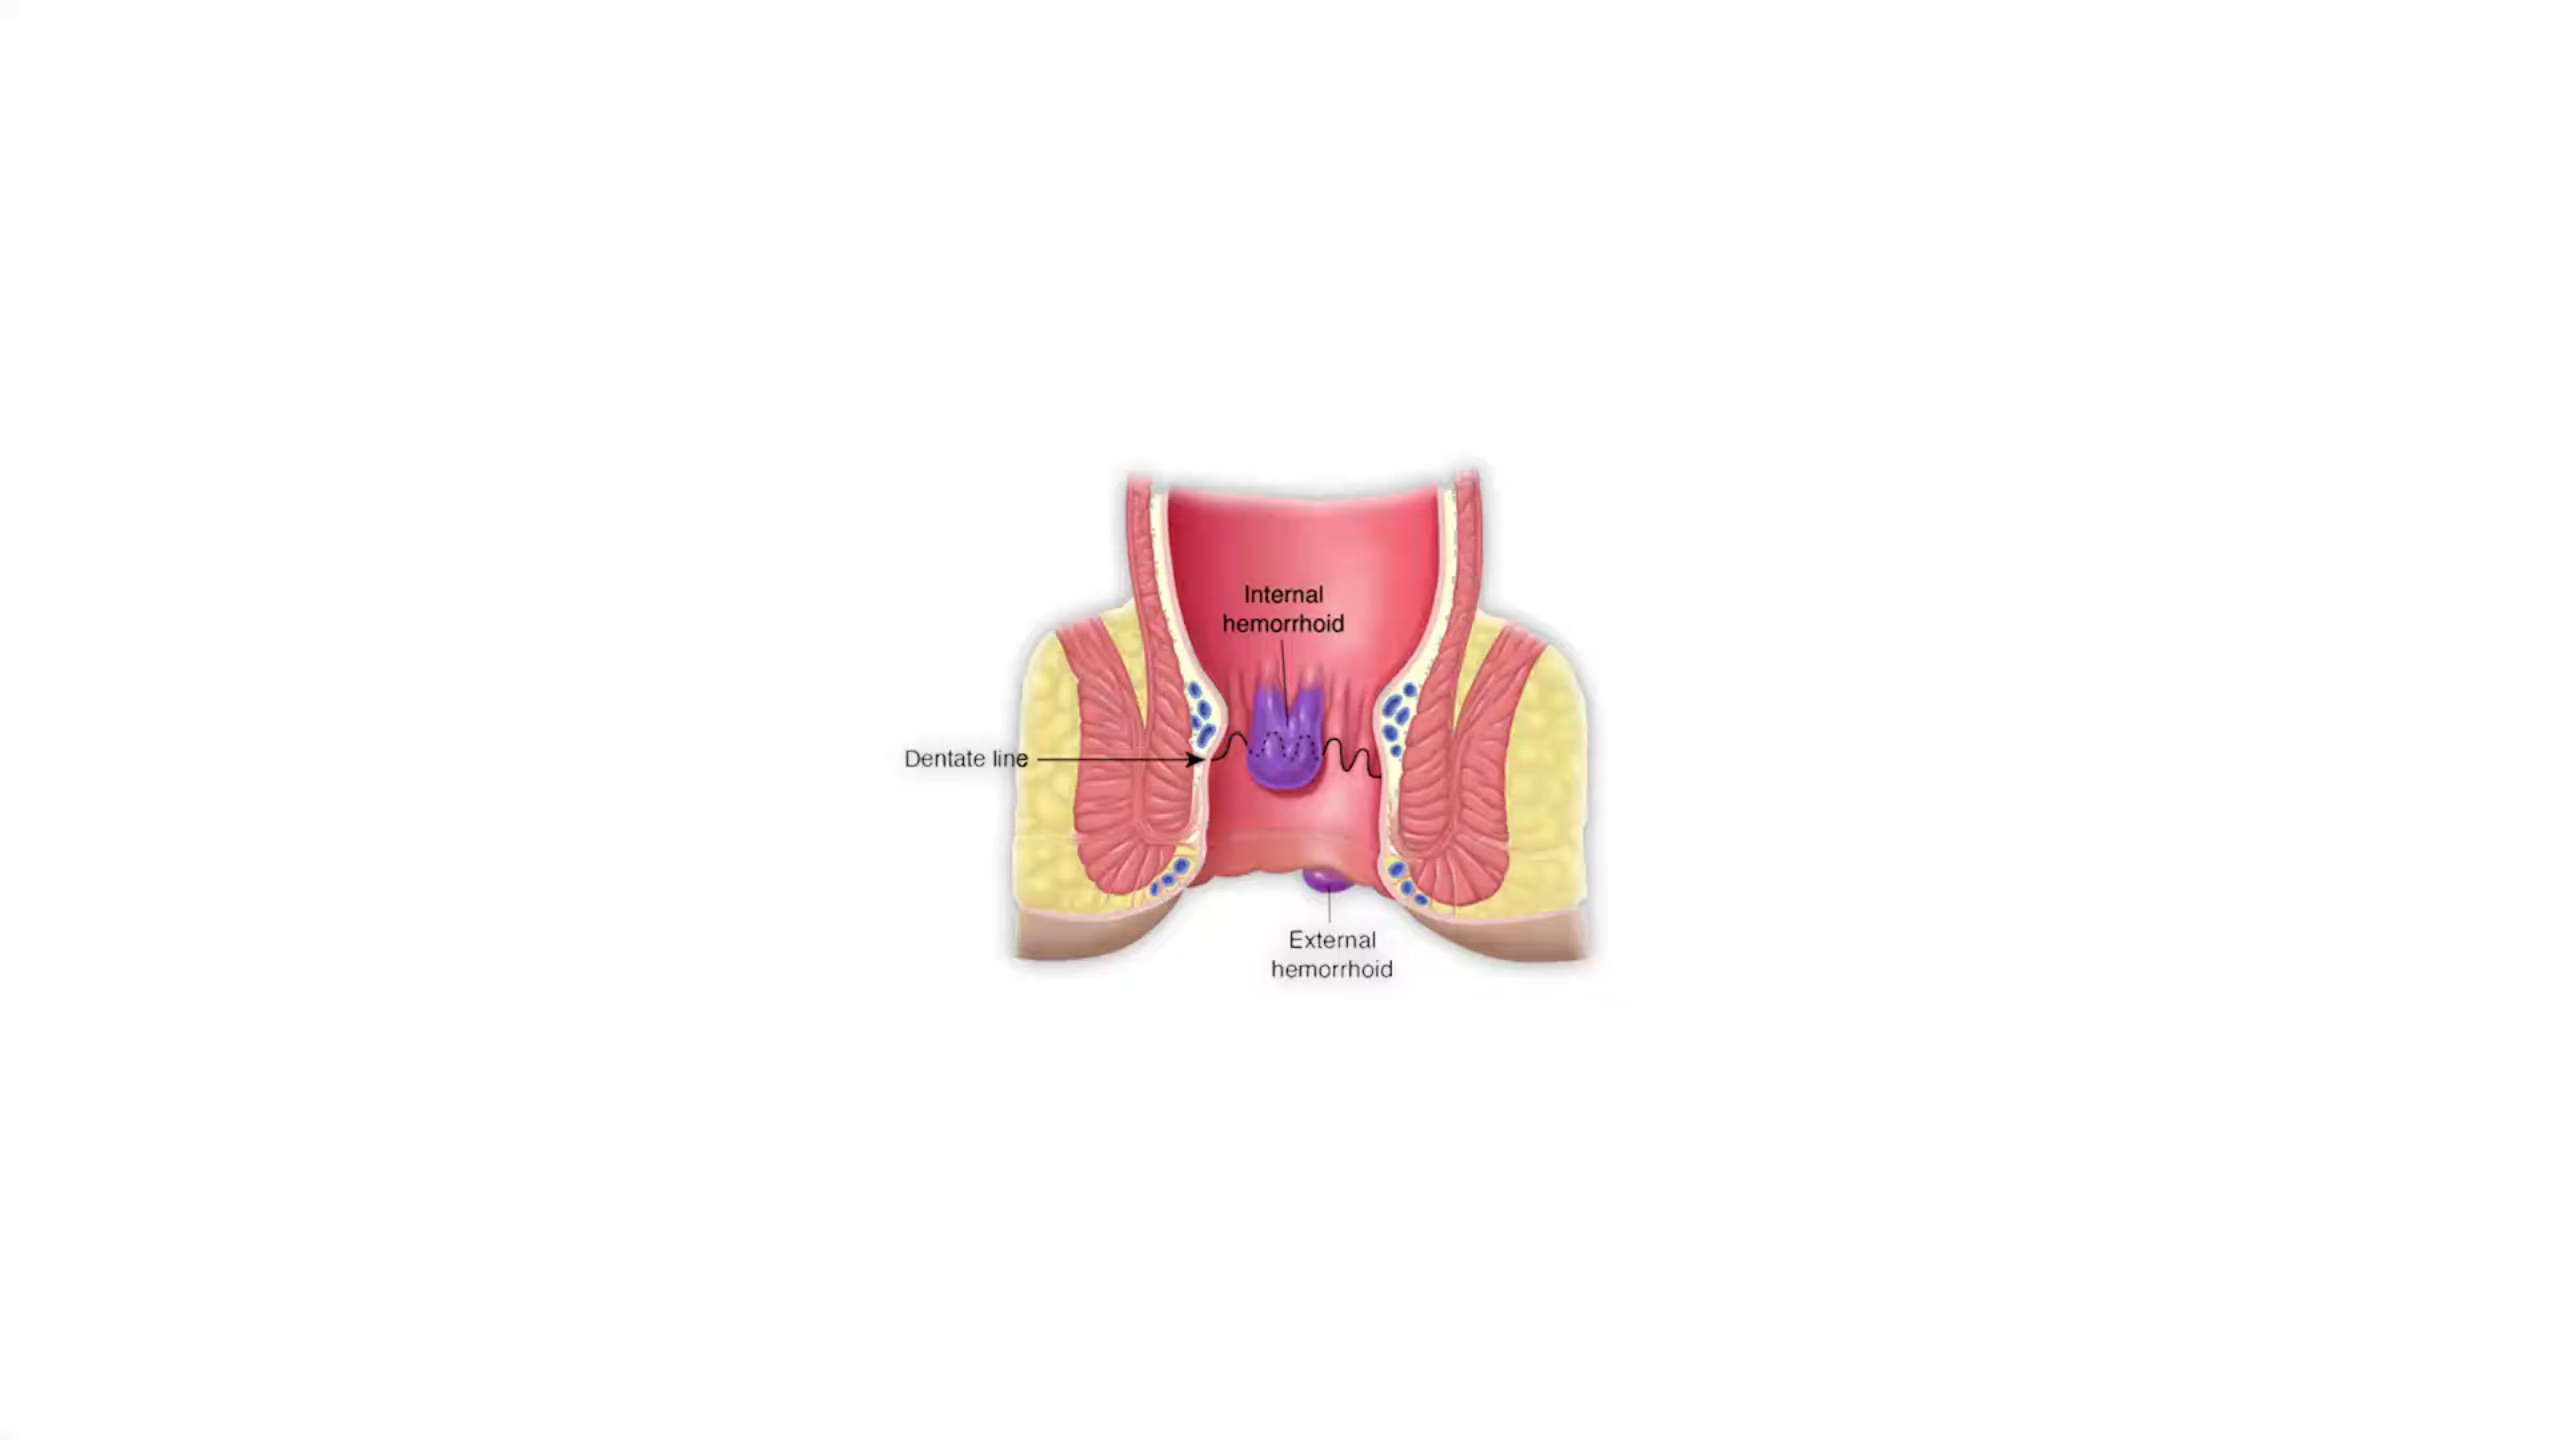 Internal
hemorrhoid
Dentate line
External
hemorrhoid